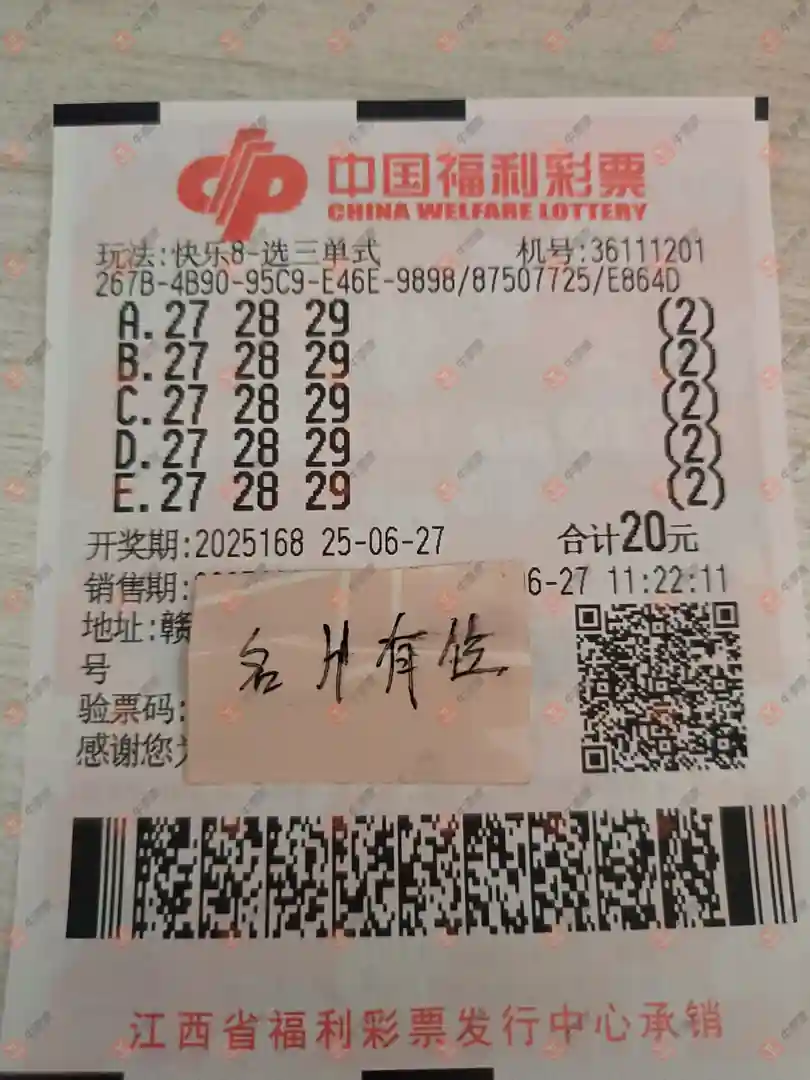 中国福利彩票
CHINA WELFARE LOTTERY
玩法:快乐8-选三单式 机号:36111201
267B-4B90-95C9-E46E-9898/87507725/E864D
A.27 28 29 (2)
B.27 28 29 (2)
C.27 28 29 (2)
D.27 28 29 (2)
E.27 28 29 (2)
开奖期:2025168 25-06-27 合计20元
销售期: 6-27 11:22:11
地址:赣
号
名片有位
验票码:
感谢您
江西省福利彩票发行中心承销